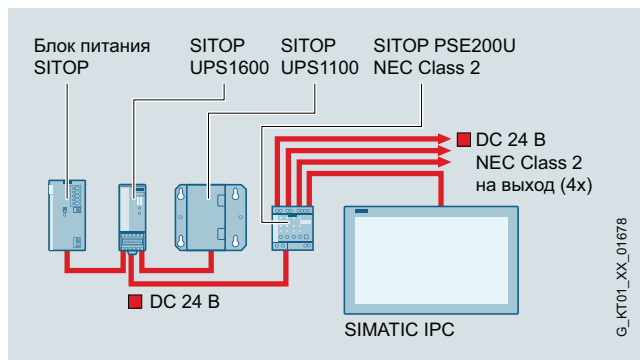 Блок питания
SITOP
SITOP
UPS1600
SITOP
UPS1100
SITOP PSE200U
NEC Class 2
DC 24 В
NEC Class 2
на выход (4x)
DC 24 В
SIMATIC IPC
G_KT01_XX_01678